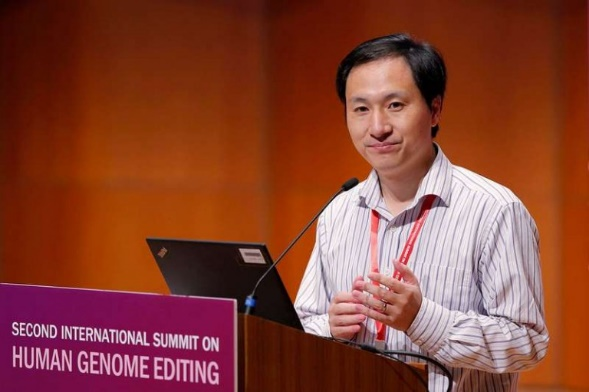 SECOND INTERNATIONAL SUMMIT ON
HUMAN GENOME EDITING